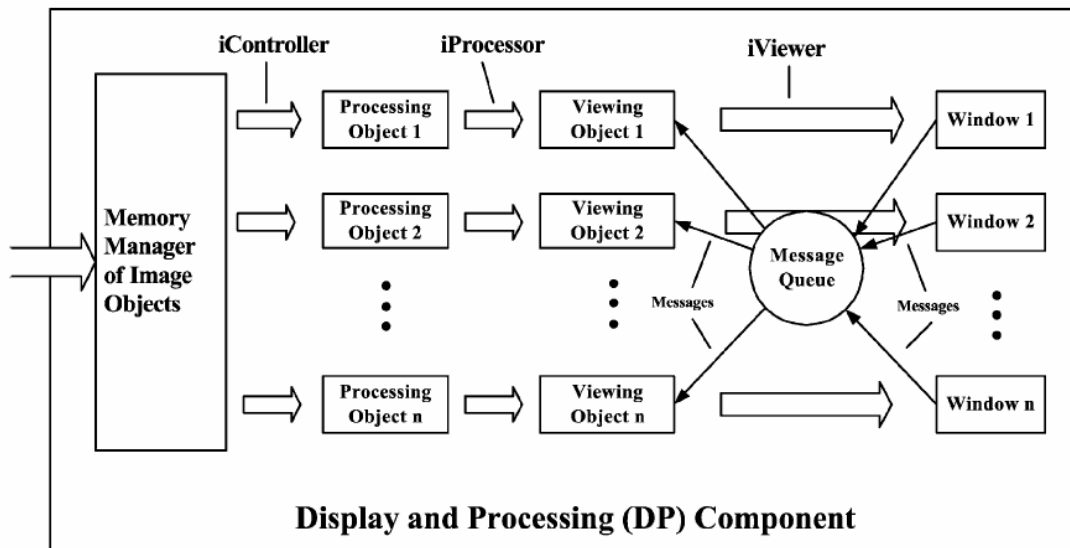 iController
iProcessor
iViewer
Memory
Manager
of Image
Objects
Processing
Object 1
Viewing
Object 1
Window 1
Processing
Object 2
Viewing
Object 2
Window 2
Message
Queue
Messages
Messages
Processing
Object n
Viewing
Object n
Window n
Display and Processing (DP) Component